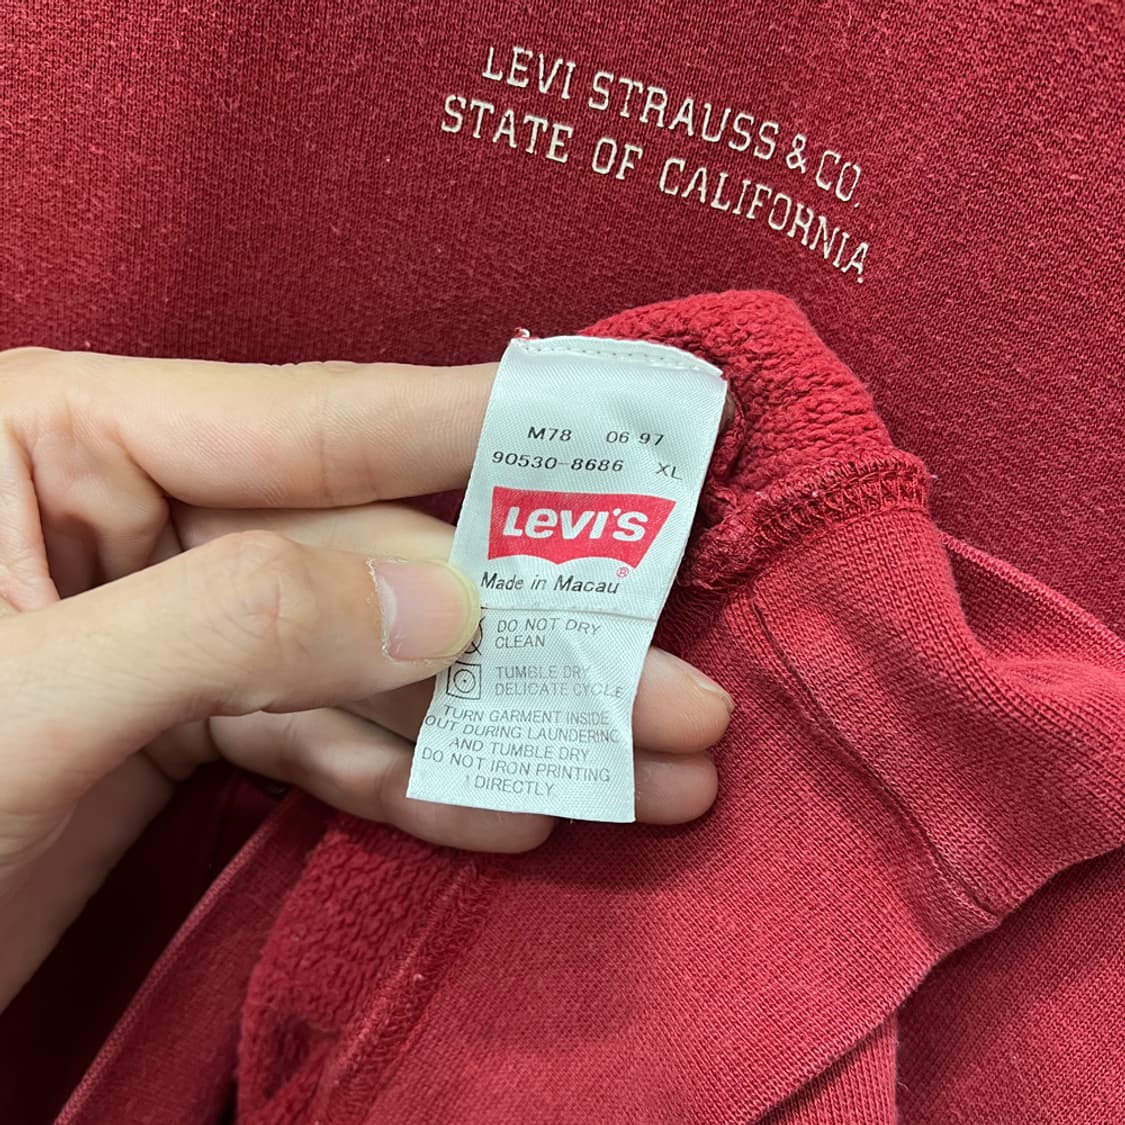 LEVI STRAUSS & CO.
STATE OF CALIFORNIA
M78 06 97
90530-8686 XL
LEVI'S
®
Made in Macau
DO NOT DRY
CLEAN
TUMBLE DRY
DELICATE CYCLE
TURN GARMENT INSIDE
OUT DURING LAUNDERING
AND TUMBLE DRY
DO NOT IRON PRINTING
DIRECTLY